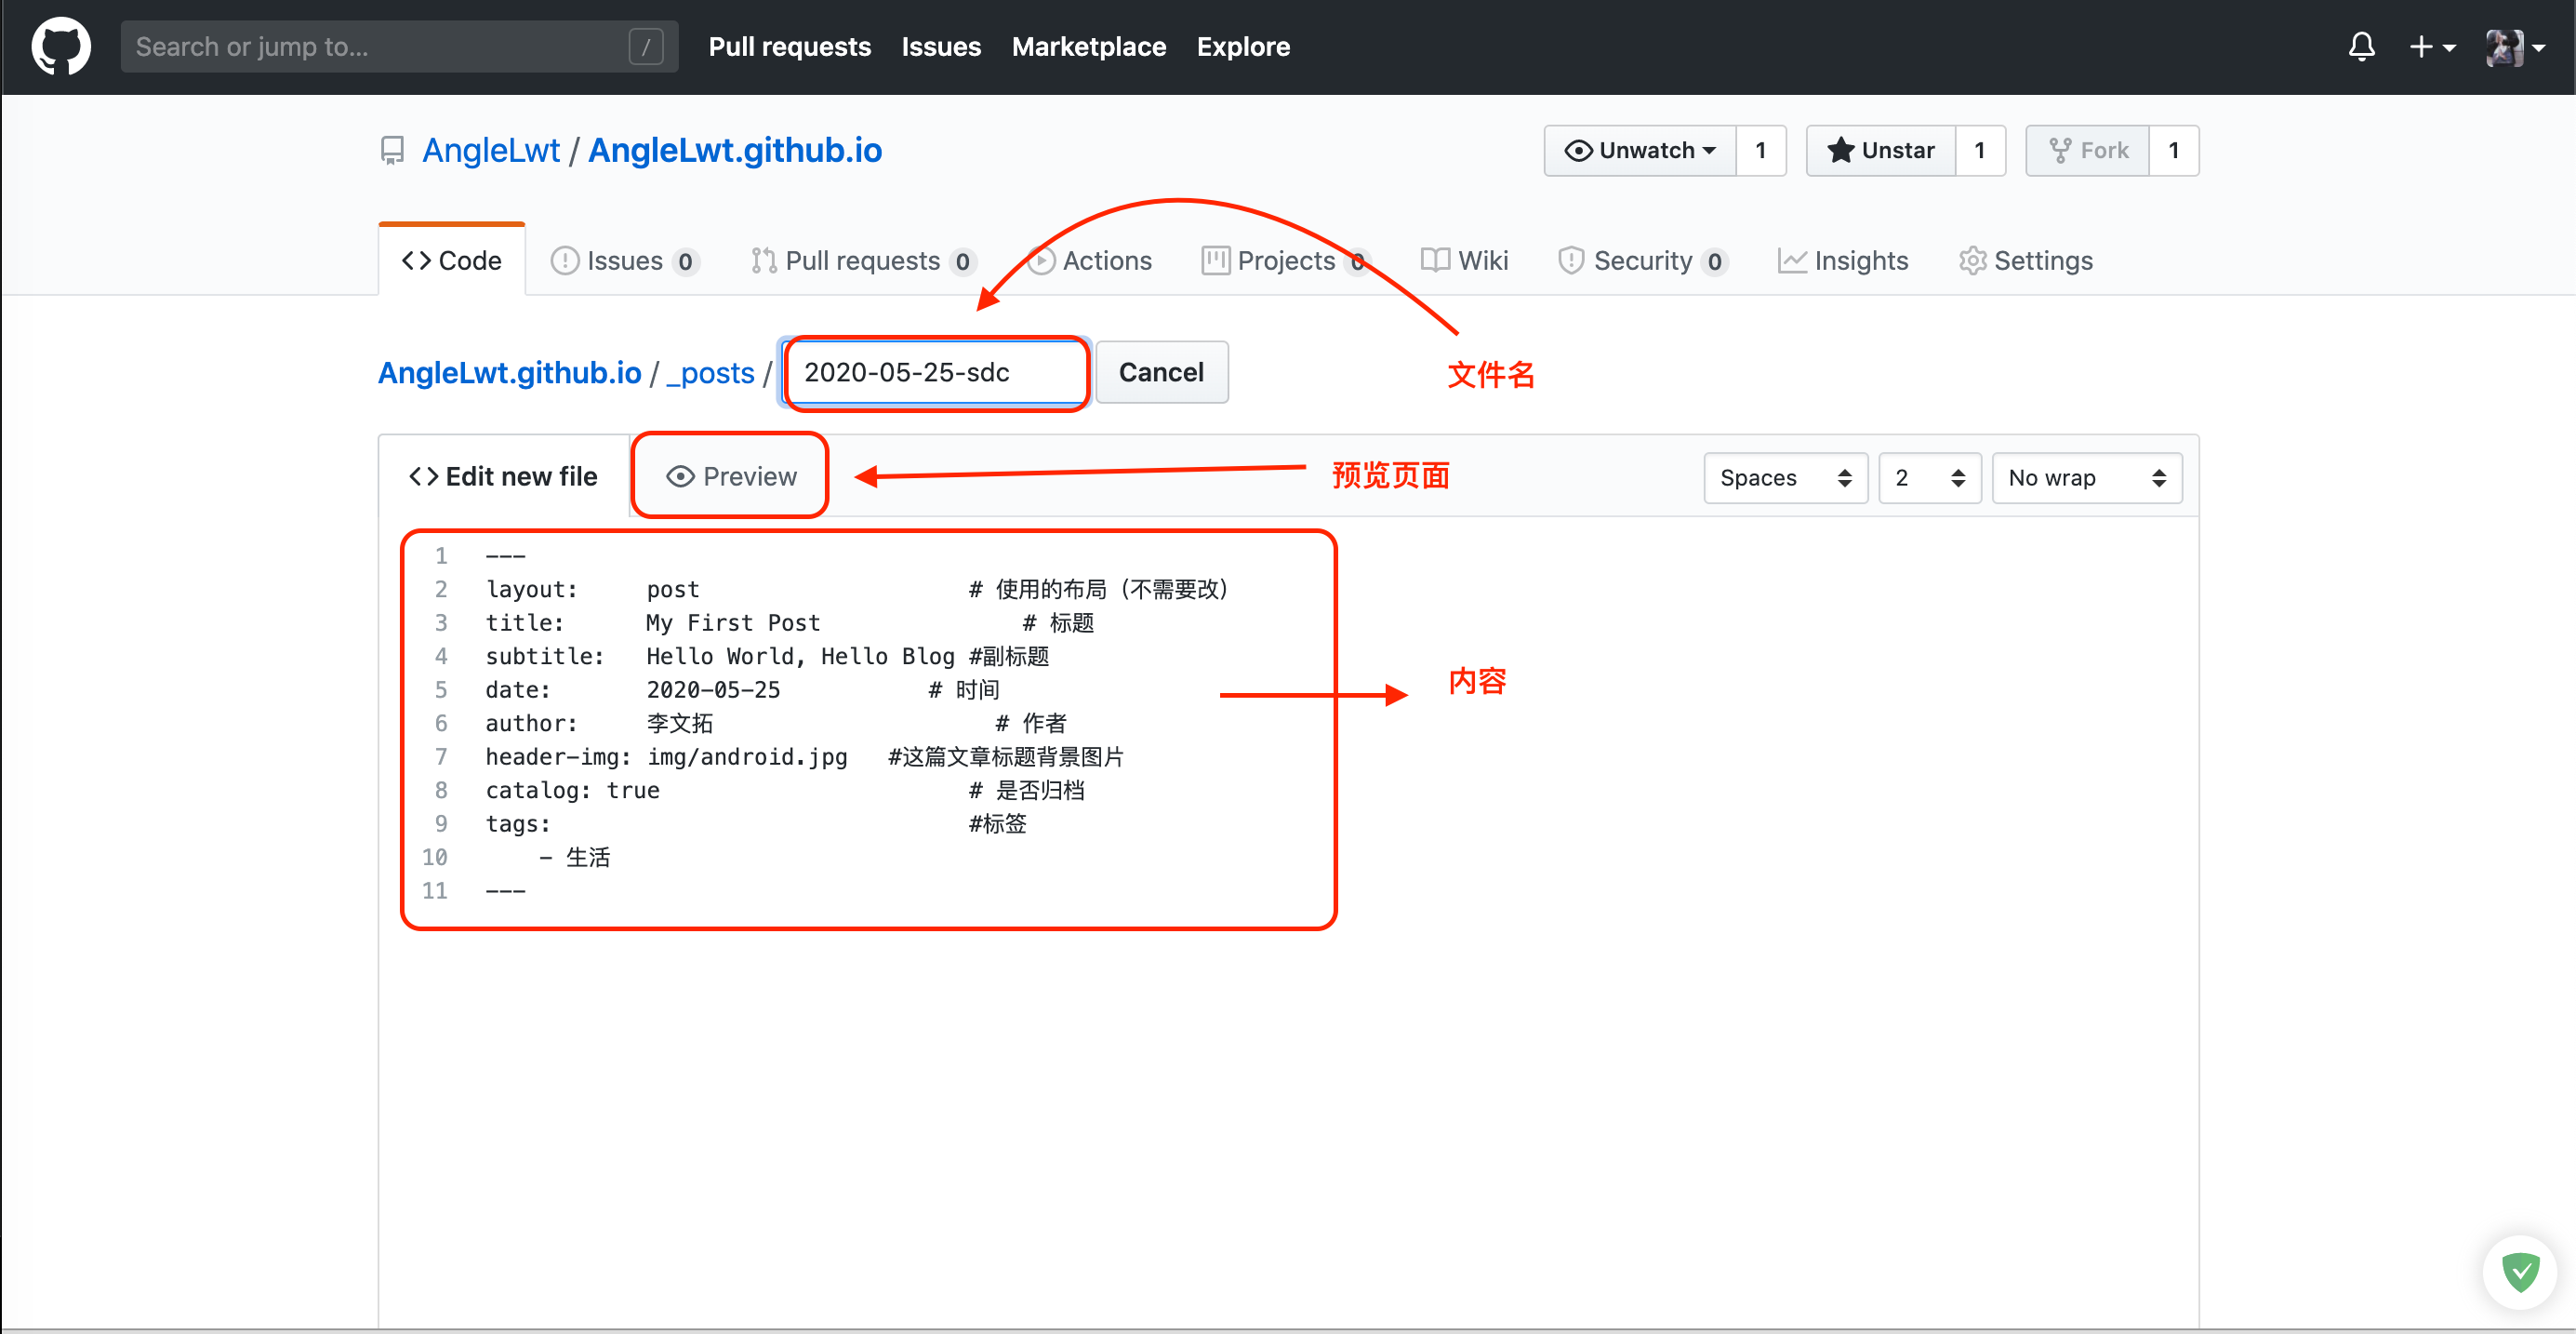 Search or jump to... /
Pull requests Issues Marketplace Explore
AngleLwt / AngleLwt.github.io
Unwatch 1 Unstar 1 Fork 1
Code Issues 0 Pull requests 0 Actions Projects 0 Wiki Security 0 Insights Settings
AngleLwt.github.io / _posts / 2020-05-25-sdc Cancel
文件名
Edit new file Preview
预览页面
Spaces 2 No wrap
1 ---
2 layout: post # 使用的布局（不需要改）
3 title: My First Post # 标题
4 subtitle: Hello World, Hello Blog #副标题
5 date: 2020-05-25 # 时间
6 author: 李文拓 # 作者
7 header-img: img/android.jpg #这篇文章标题背景图片
8 catalog: true # 是否归档
9 tags: #标签
10 - 生活
11 ---
内容